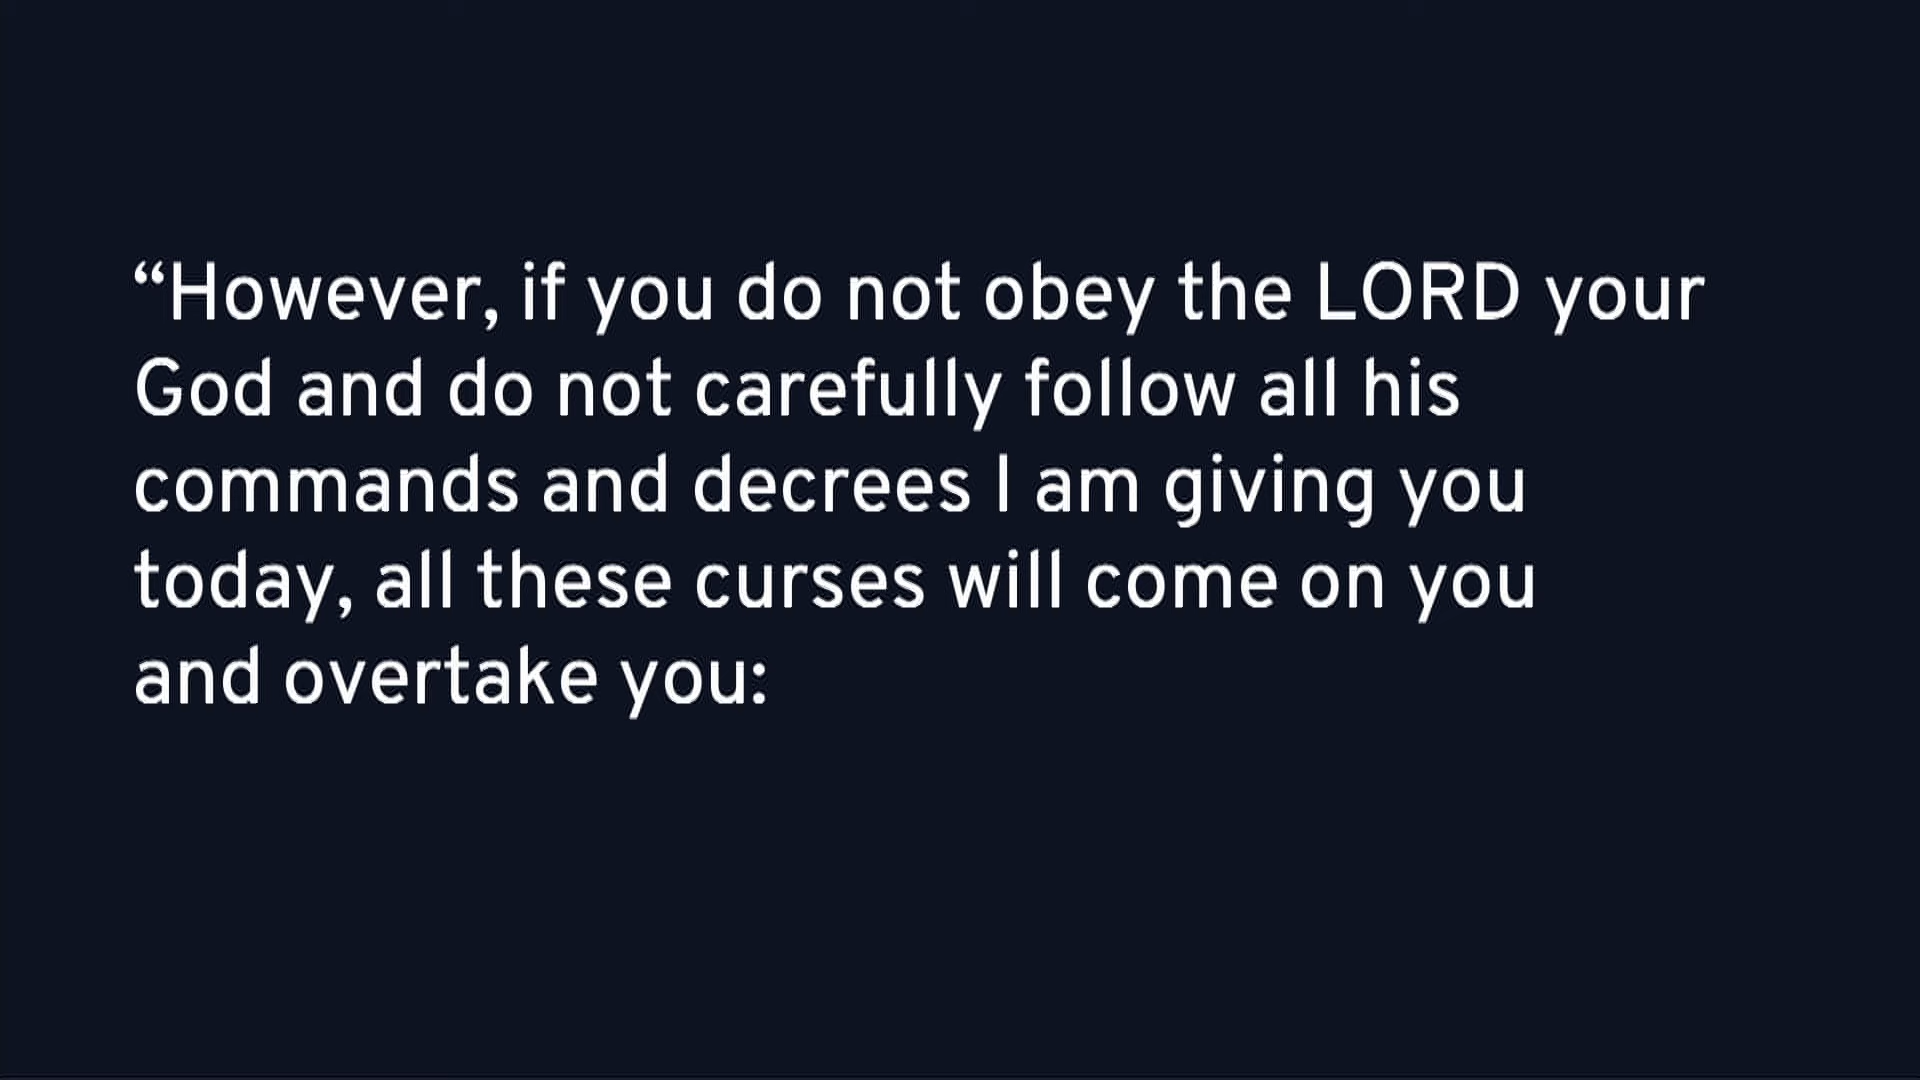 “However, if you do not obey the LORD your
God and do not carefully follow all his
commands and decrees I am giving you
today, all these curses will come on you
and overtake you: